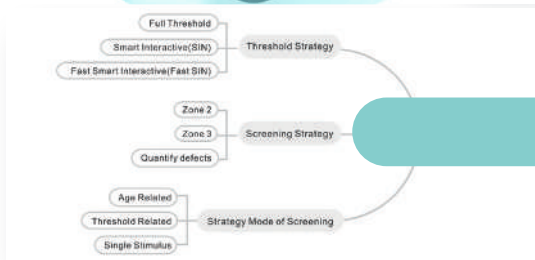 Full Threshold
Smart Interactive(SIN)
Fast Smart Interactive(Fast SIN)
Threshold Strategy
Zone 2
Zone 3
Quantify defects
Screening Strategy
Age Related
Threshold Related
Single Stimulus
Strategy Mode of Screening